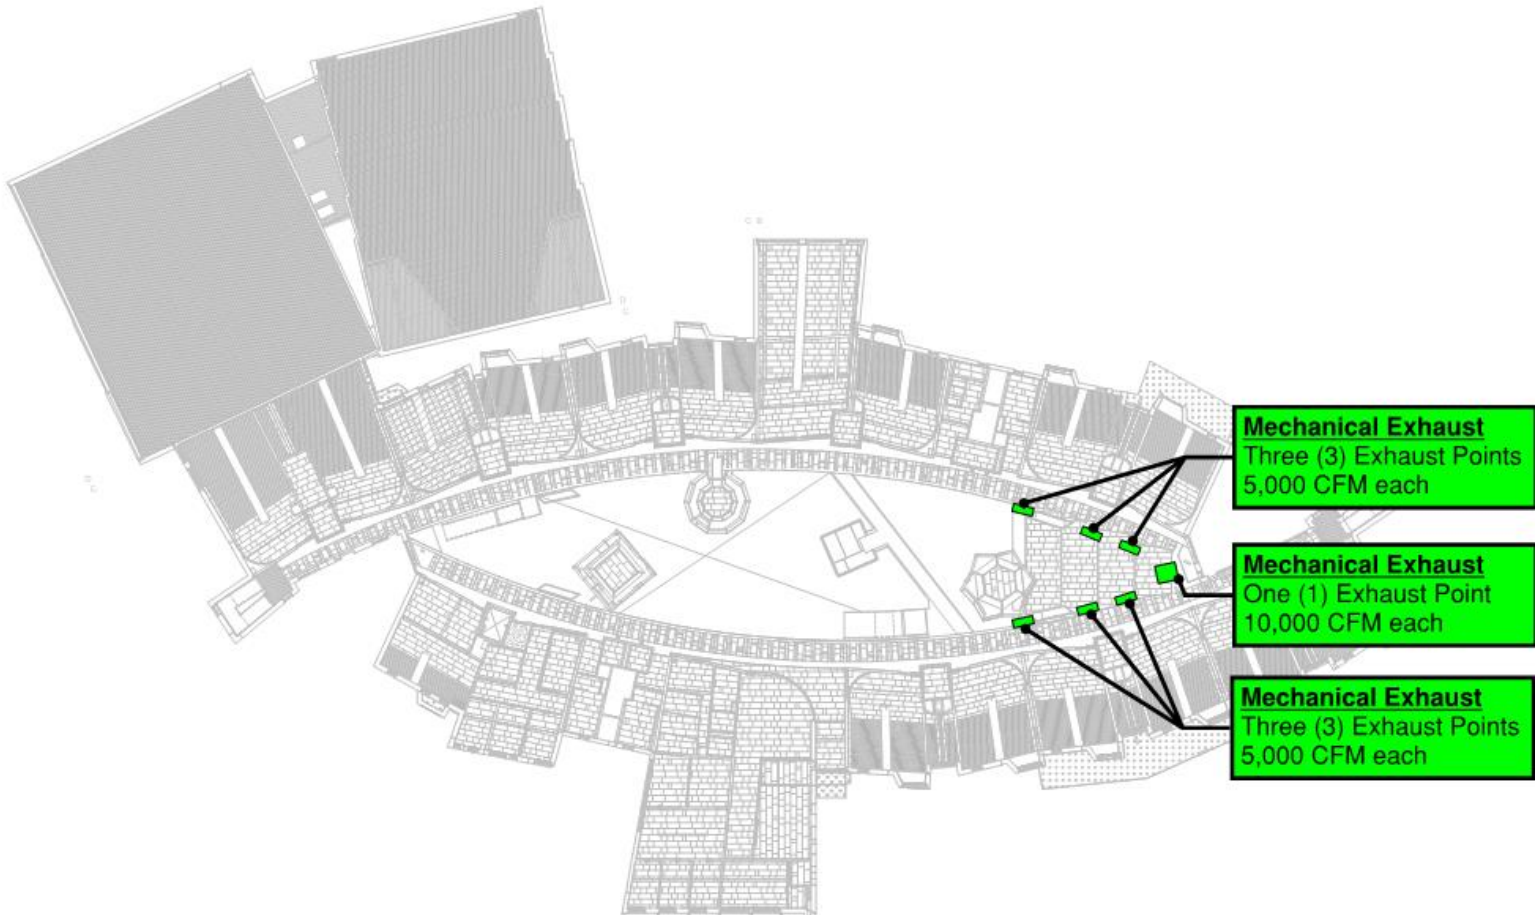 C B
D
C
D
C
Mechanical Exhaust
Three (3) Exhaust Points
5,000 CFM each
Mechanical Exhaust
One (1) Exhaust Point
10,000 CFM each
Mechanical Exhaust
Three (3) Exhaust Points
5,000 CFM each